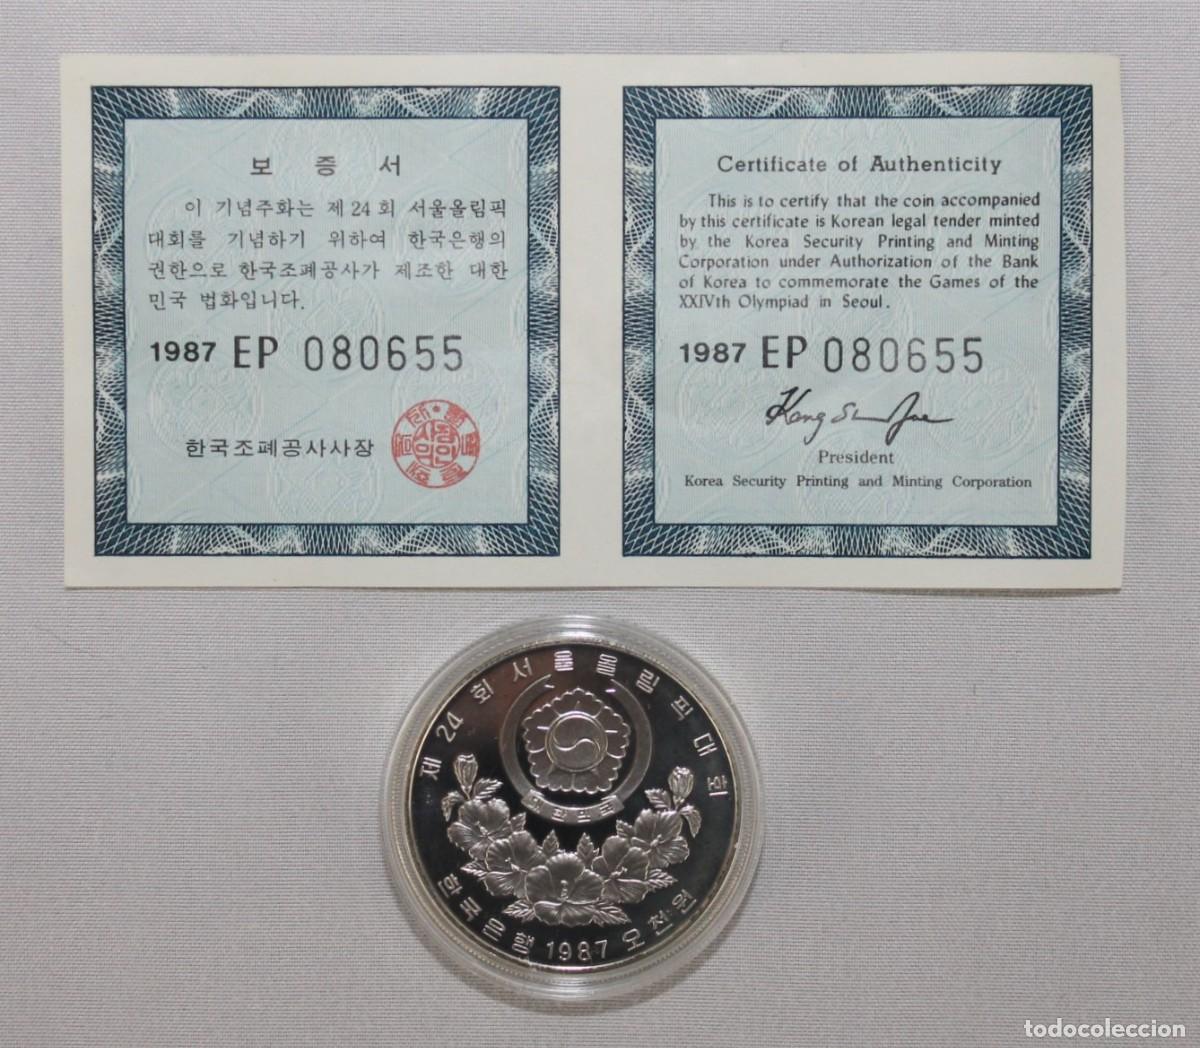 보 증 서
이 기념주화는 제 24 회 서울올림픽
대회를 기념하기 위하여 한국은행의
권한으로 한국조폐공사가 제조한 대한
민국 법화입니다.
1987 EP 080655
한국조폐공사사장
Certificate of Authenticity
This is to certify that the coin accompanied
by this certificate is Korean legal tender minted
by the Korea Security Printing and Minting
Corporation under Authorization of the Bank
of Korea to commemorate the Games of the
XXIVth Olympiad in Seoul.
1987 EP 080655
President
Korea Security Printing and Minting Corporation
제 24 회 서울올림픽대회
대한민국
한국은행 1987 오천원
todocoleccion